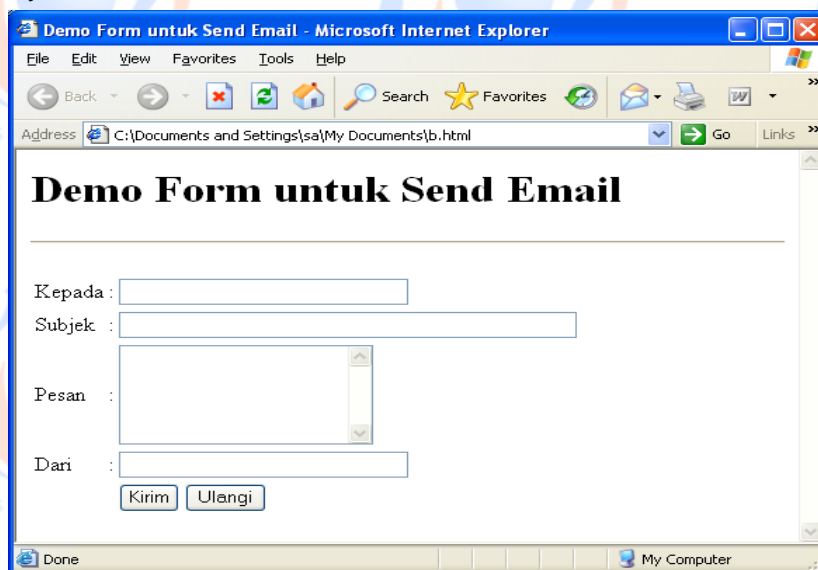 Demo Form untuk Send Email - Microsoft Internet Explorer
File Edit View Favorites Tools Help
Back Search Favorites W »
Address C:\Documents and Settings\sa\My Documents\b.html Go Links »
Demo Form untuk Send Email
Kepada :
Subjek :
Pesan :
Dari :
Kirim Ulangi
Done My Computer